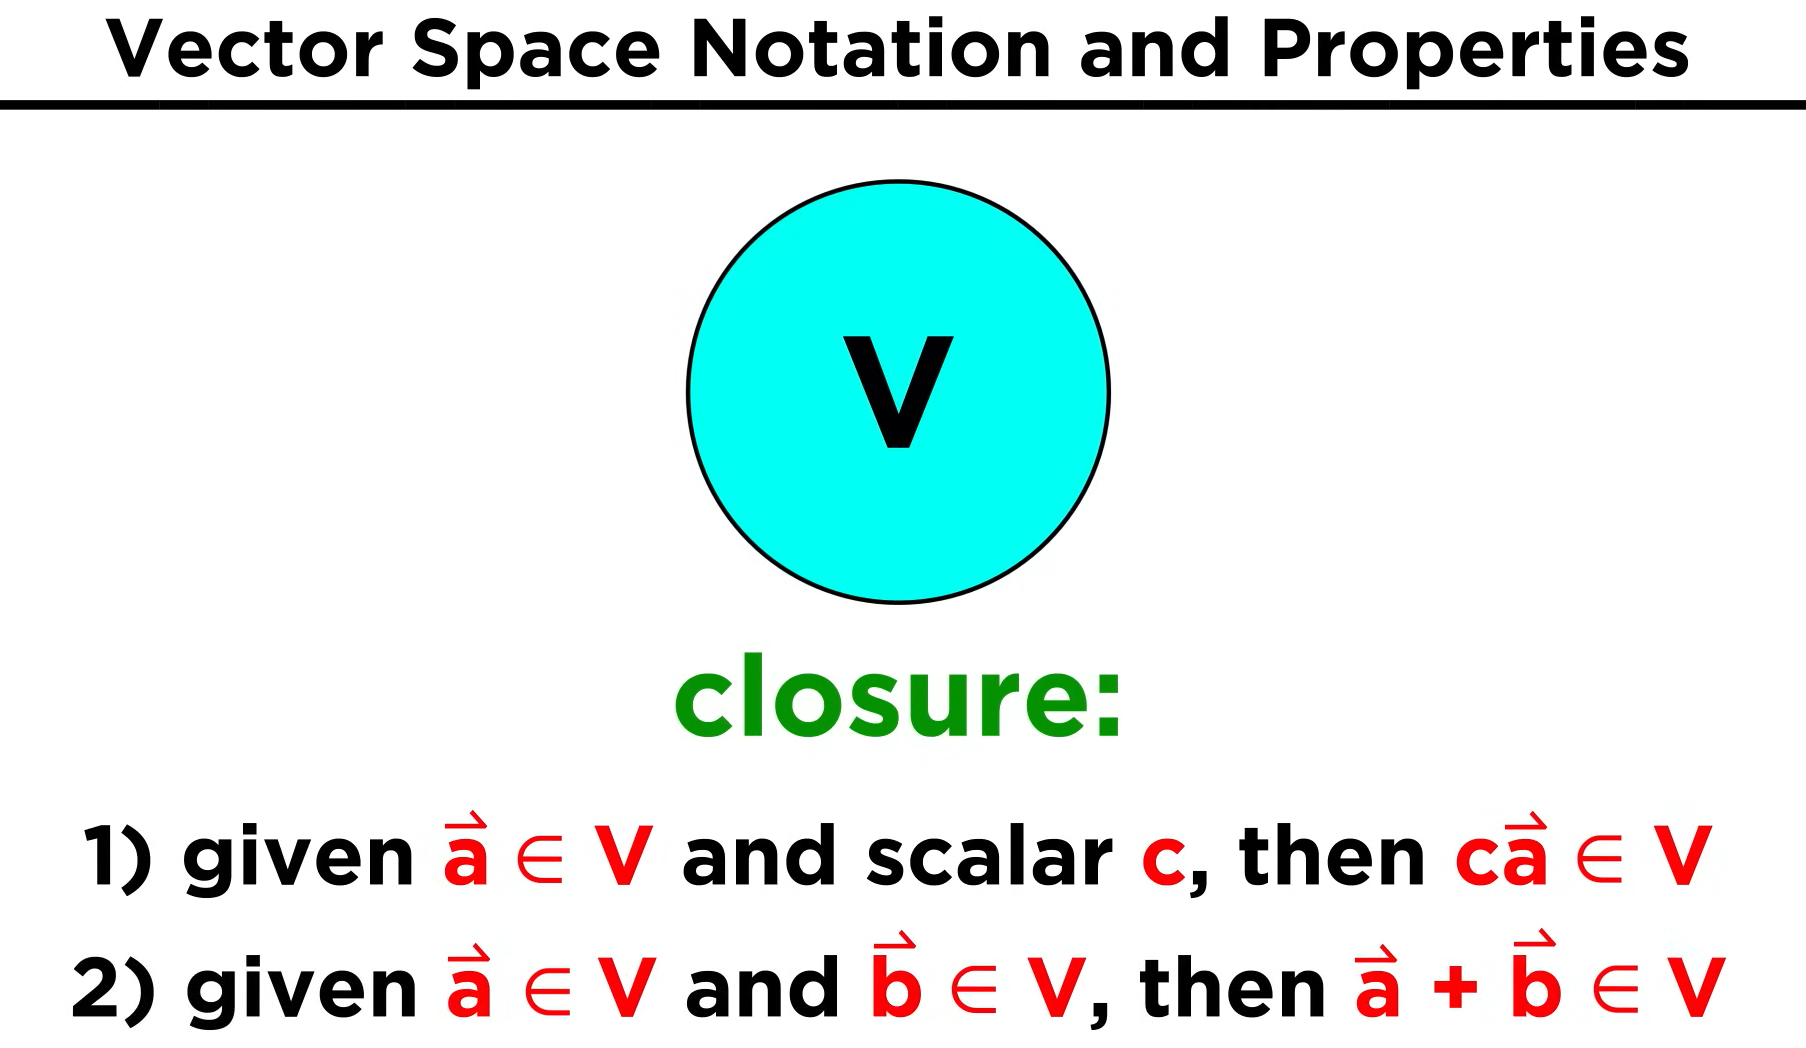 Vector Space Notation and Properties
V
closure:
1) given a⃗ ∈ V and scalar c, then ca⃗ ∈ V
2) given a⃗ ∈ V and b⃗ ∈ V, then a⃗ + b⃗ ∈ V